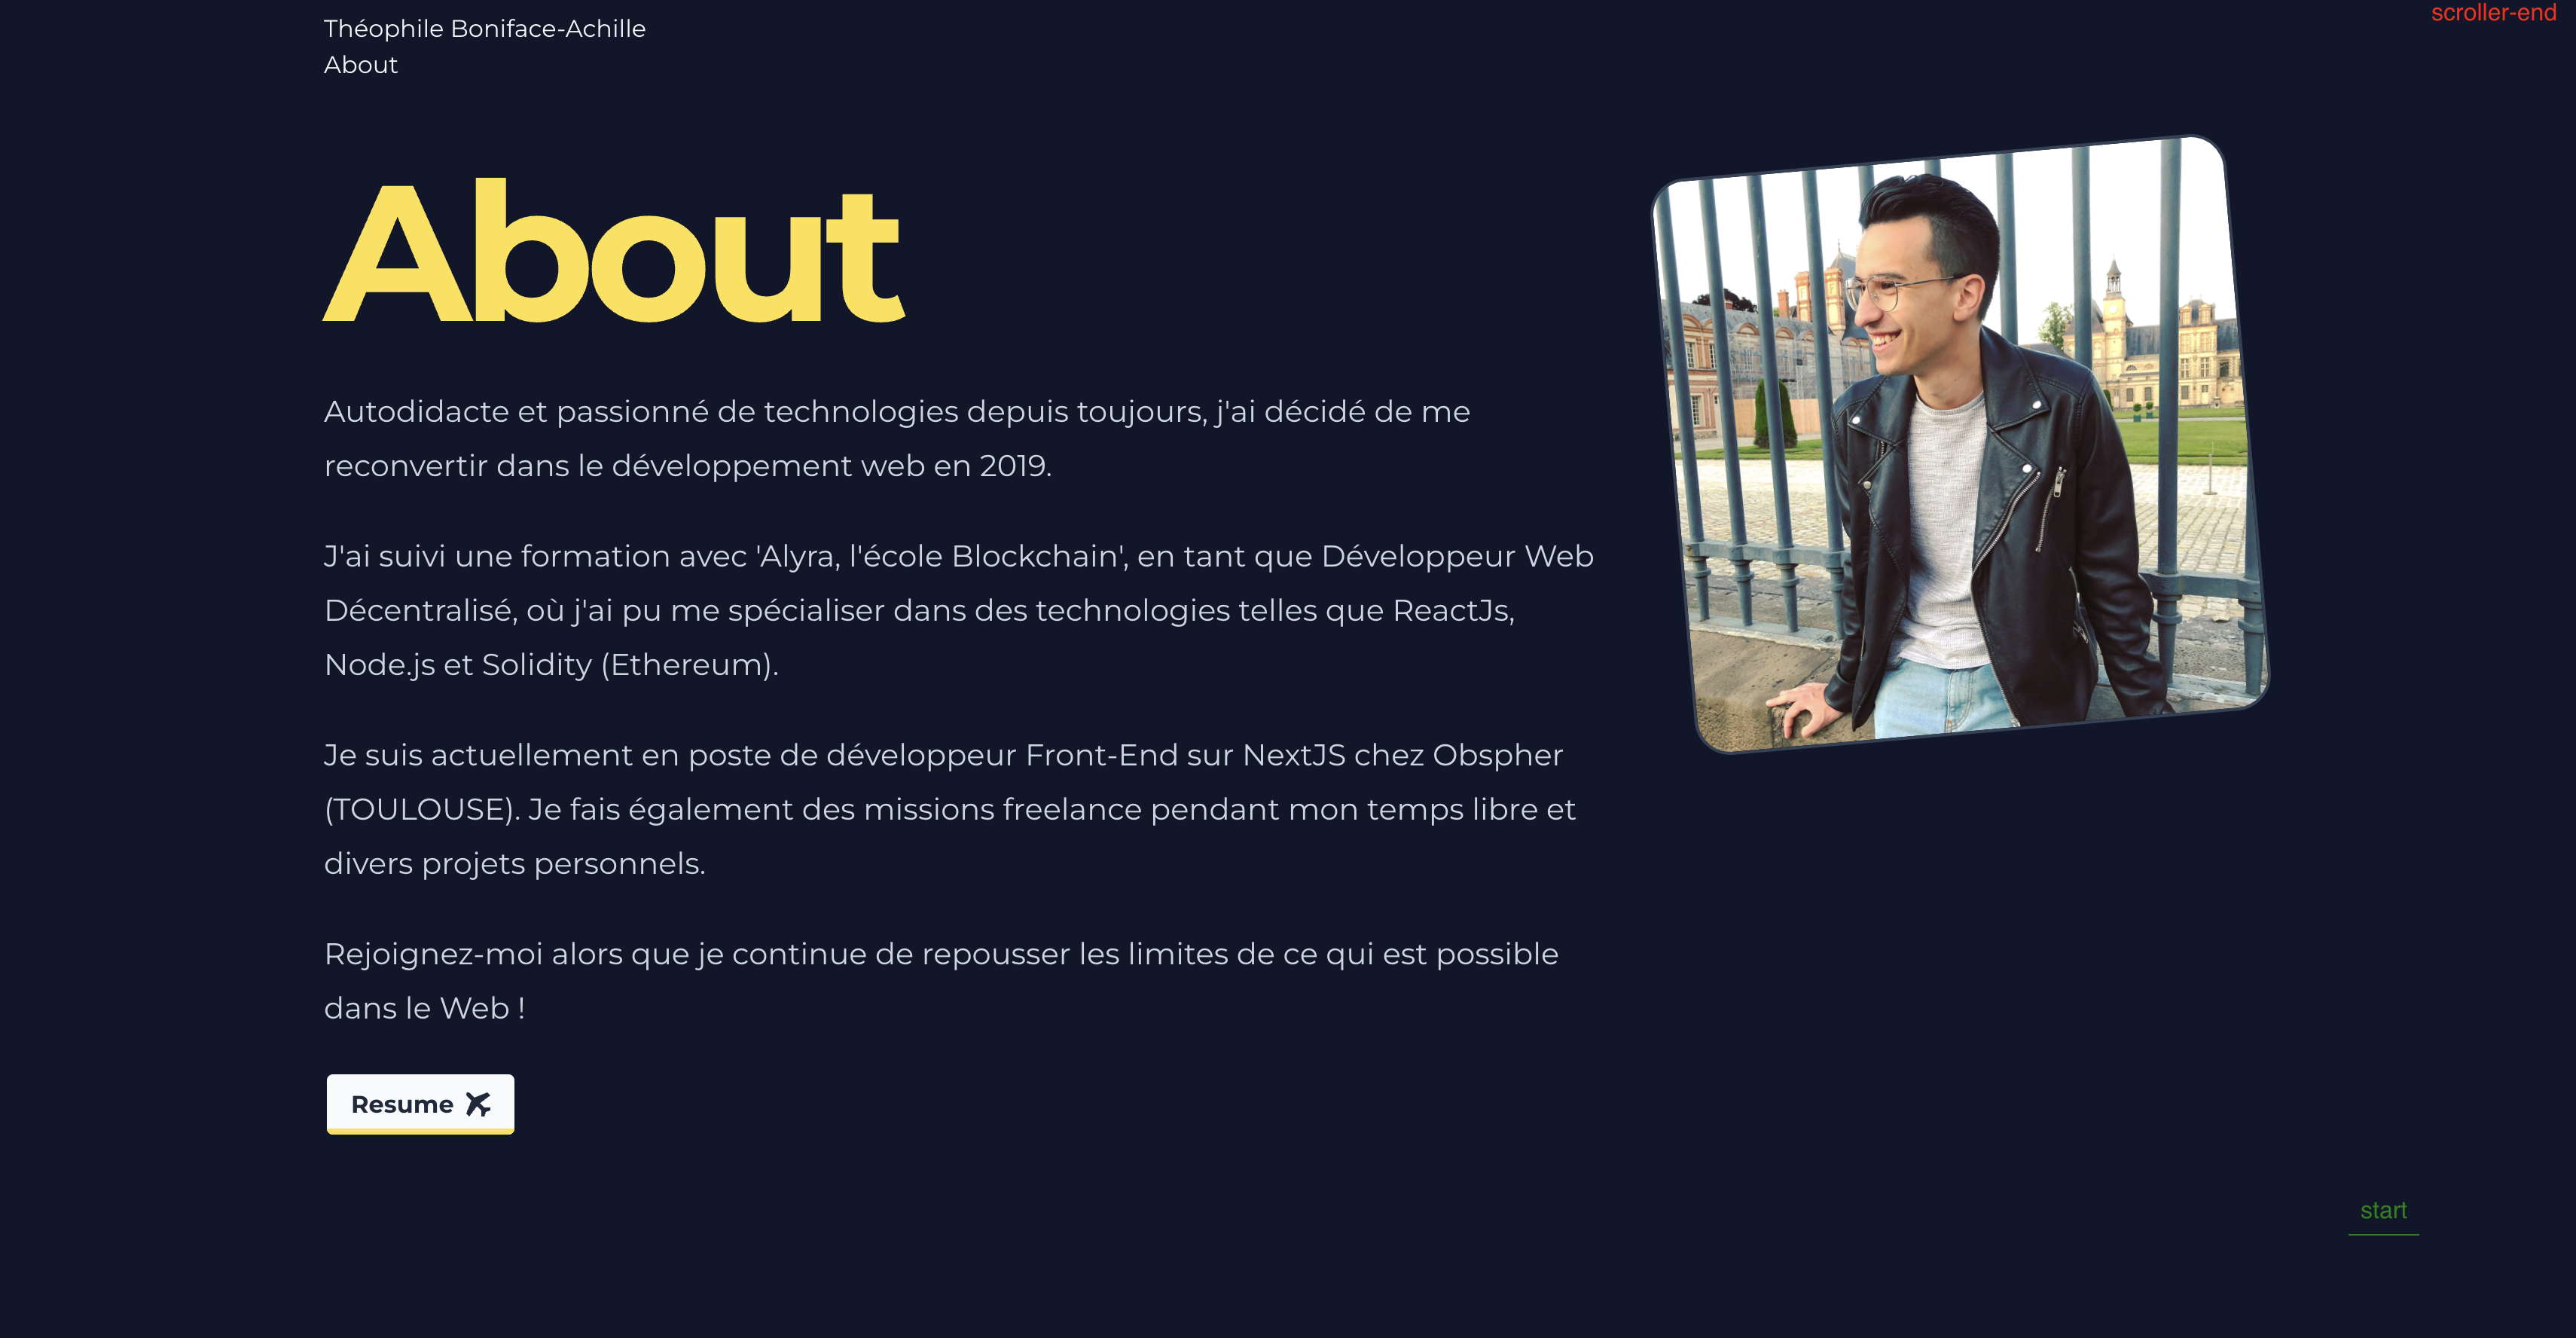 Théophile Boniface-Achille
scroller-end
About
About
Autodidacte et passionné de technologies depuis toujours, j'ai décidé de me
reconvertir dans le développement web en 2019.
J'ai suivi une formation avec 'Alyra, l'école Blockchain', en tant que Développeur Web
Décentralisé, où j'ai pu me spécialiser dans des technologies telles que ReactJs,
Node.js et Solidity (Ethereum).
Je suis actuellement en poste de développeur Front-End sur NextJS chez Obspher
(TOULOUSE). Je fais également des missions freelance pendant mon temps libre et
divers projets personnels.
Rejoignez-moi alors que je continue de repousser les limites de ce qui est possible
dans le Web !
Resume
start